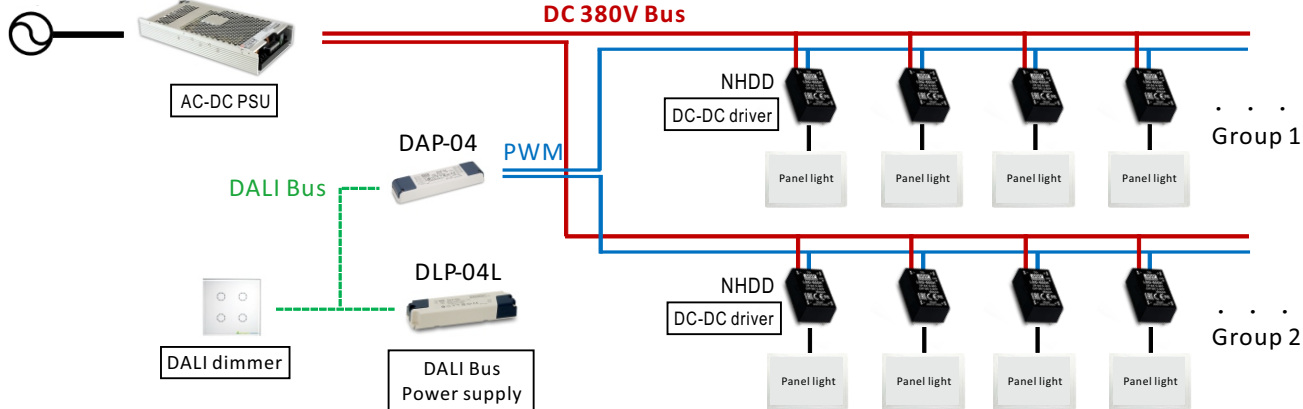 DC 380V Bus
AC-DC PSU
NHDD
DC-DC driver
. . .
Group 1
Panel light
Panel light
Panel light
Panel light
DAP-04
PWM
DALI Bus
DLP-04L
NHDD
DC-DC driver
. . .
Group 2
DALI dimmer
DALI Bus
Power supply
Panel light
Panel light
Panel light
Panel light